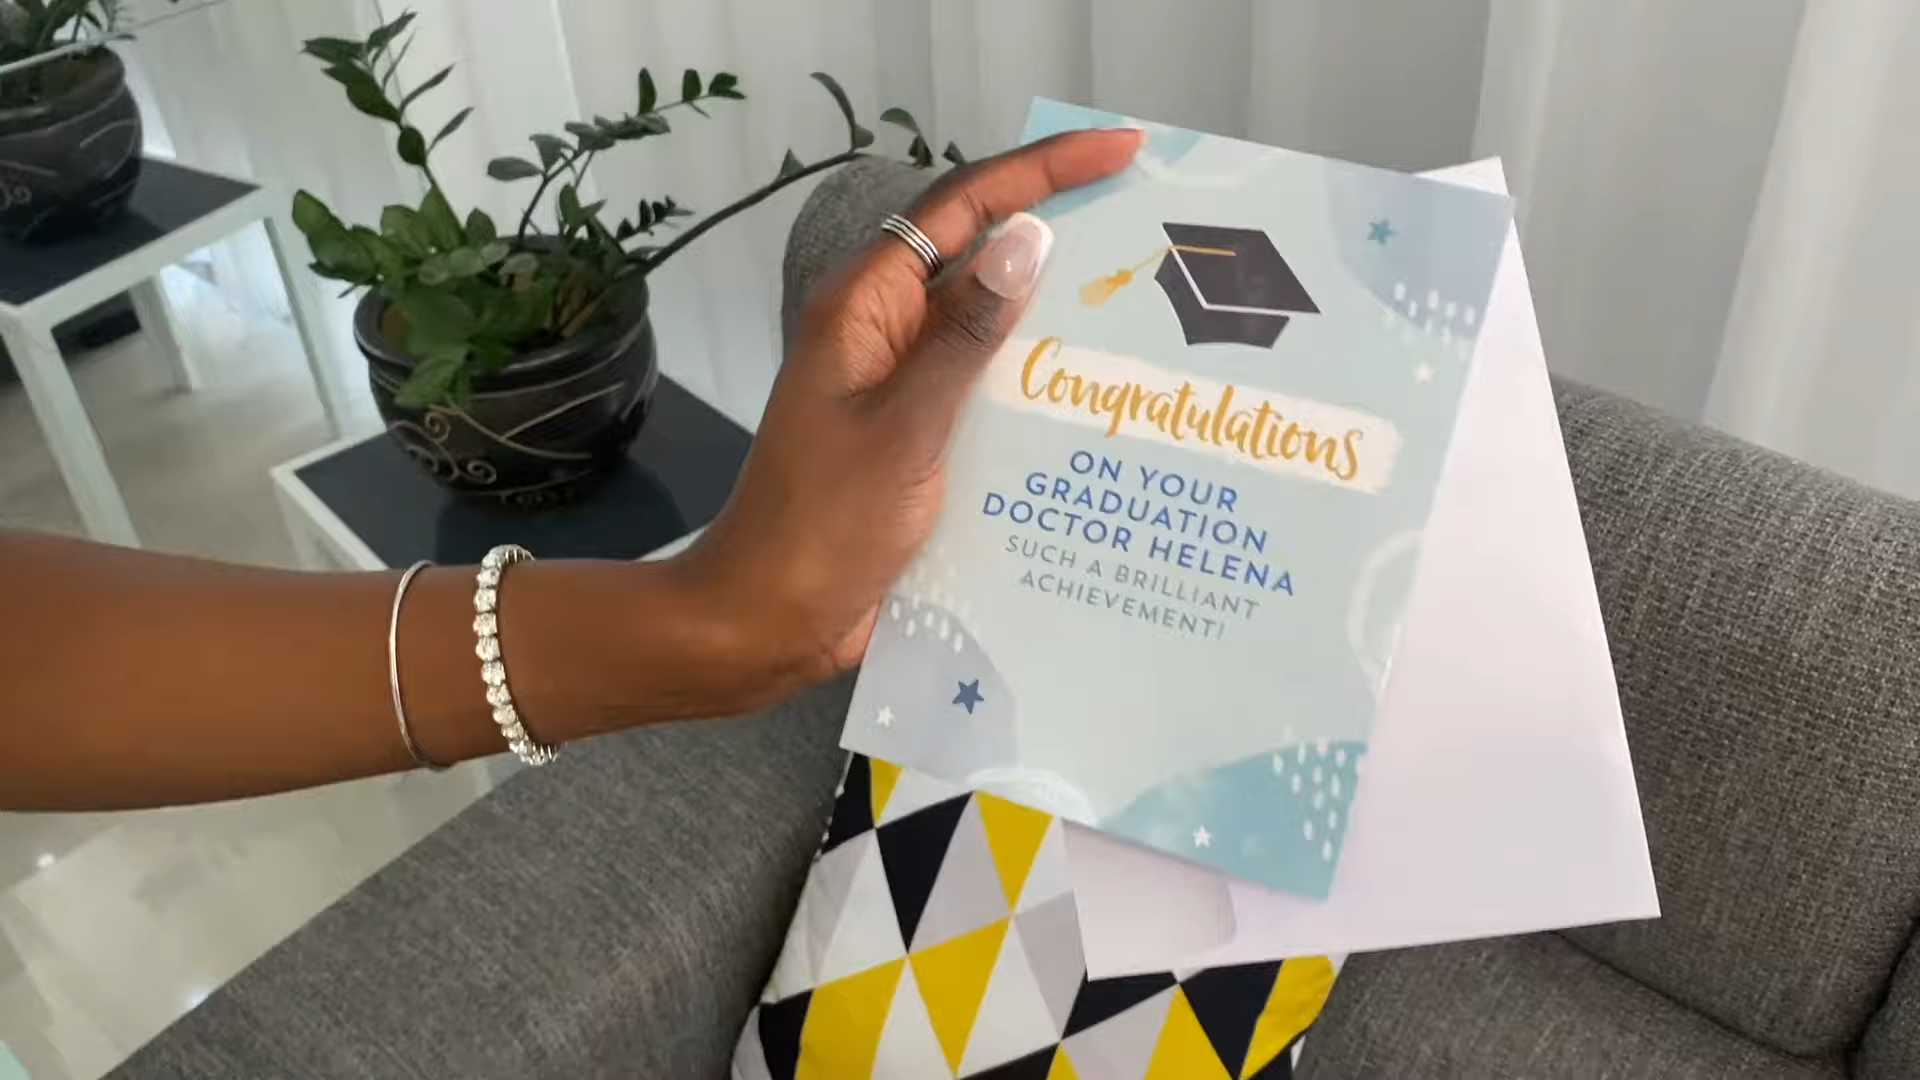 Congratulations
ON YOUR
GRADUATION
DOCTOR HELENA
SUCH A BRILLIANT
ACHIEVEMENT!